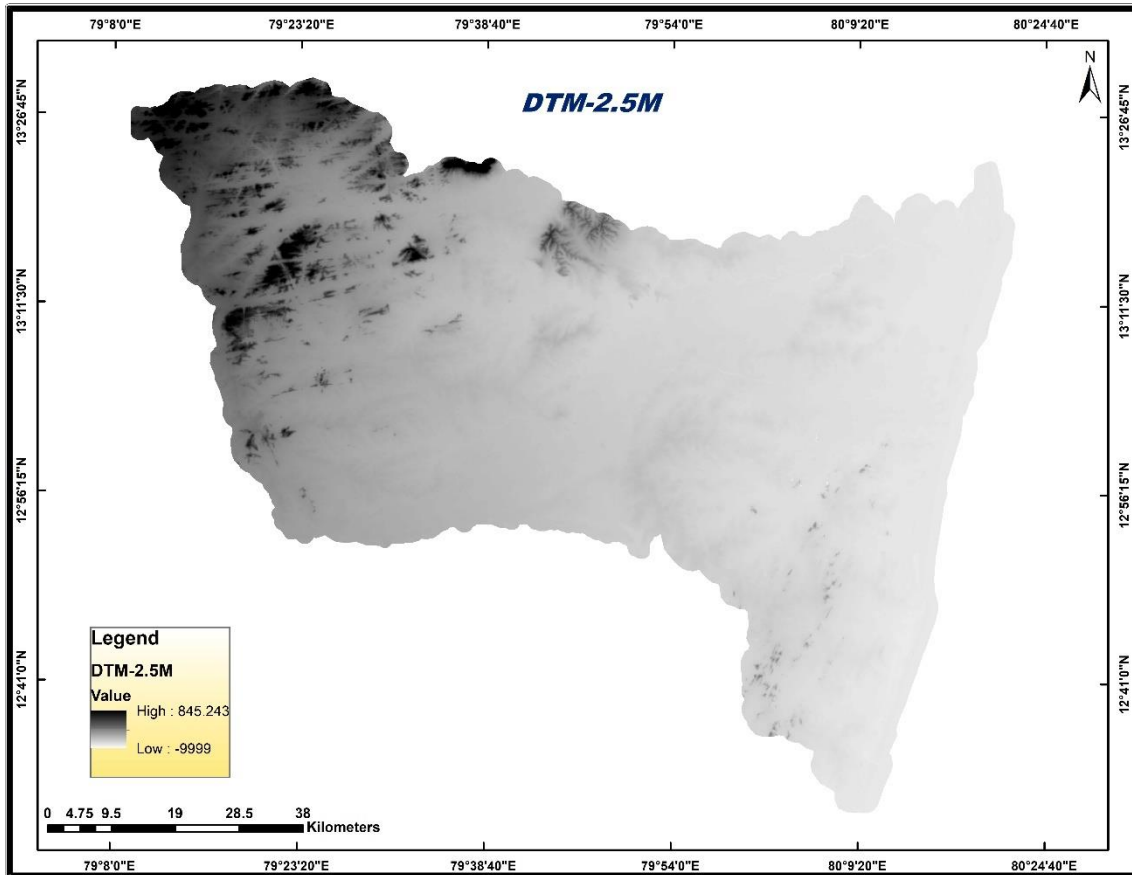 79°8'0"E 79°23'20"E 79°38'40"E 79°54'0"E 80°9'20"E 80°24'40"E
N
DTM-2.5M
13°26'45"N 13°26'45"N
13°11'30"N 13°11'30"N
12°56'15"N 12°56'15"N
12°41'0"N 12°41'0"N
Legend
DTM-2.5M
Value
High : 845.243
Low : -9999
0 4.75 9.5 19 28.5 38
Kilometers
79°8'0"E 79°23'20"E 79°38'40"E 79°54'0"E 80°9'20"E 80°24'40"E